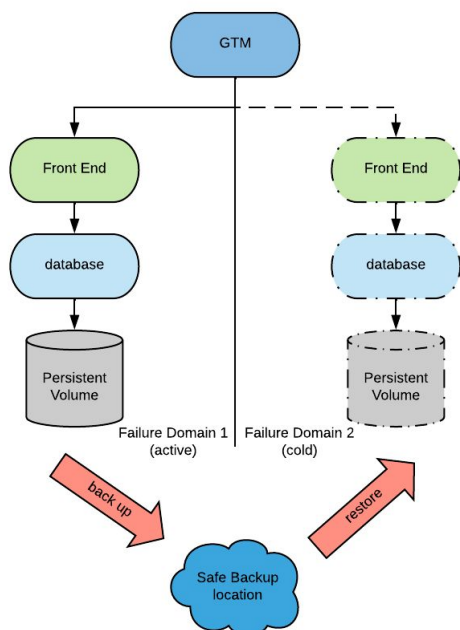 GTM
Front End
Front End
database
database
Persistent
Volume
Persistent
Volume
Failure Domain 1
(active)
Failure Domain 2
(cold)
back up
restore
Safe Backup
location